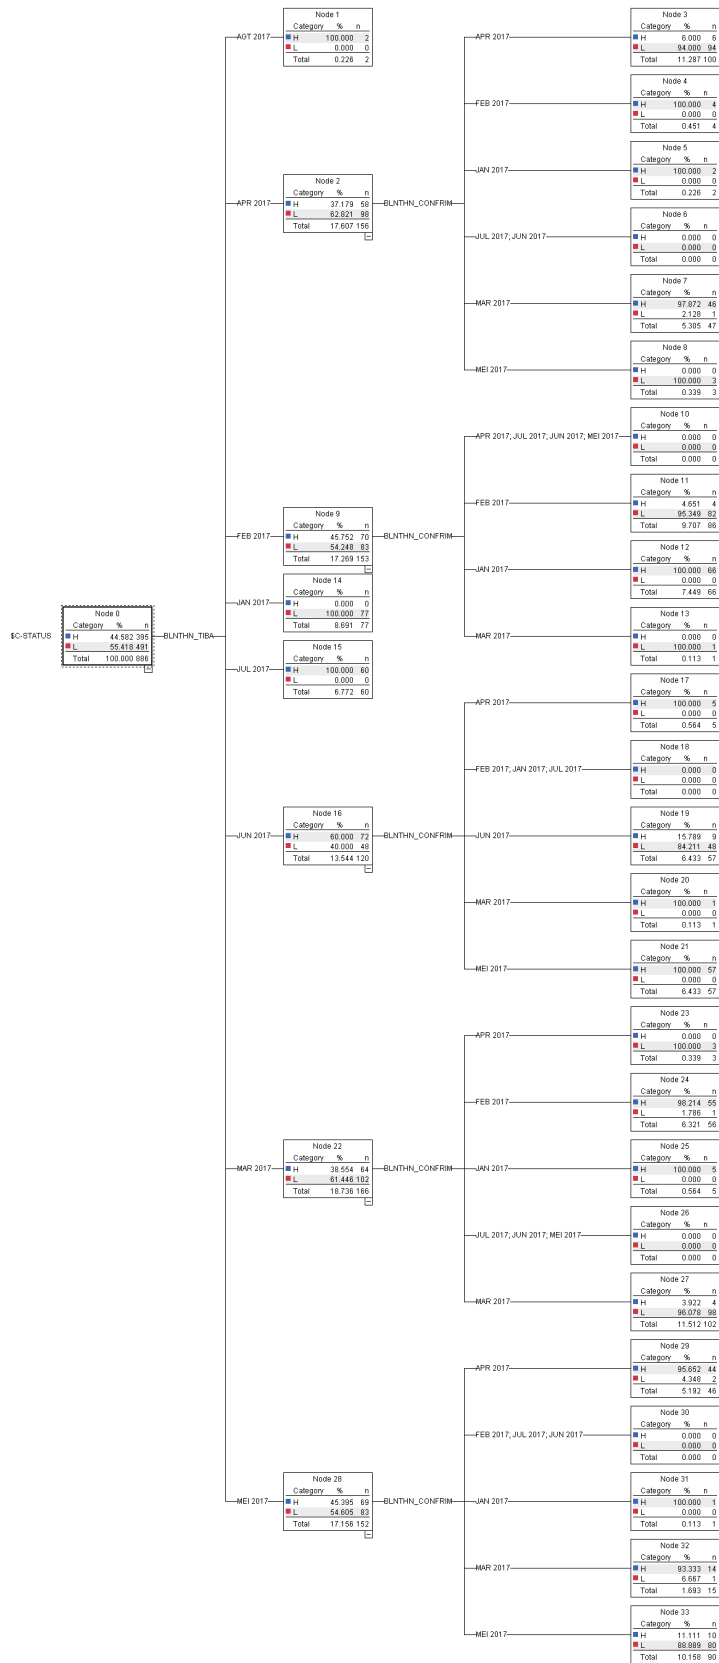 $C-STATUS
Node 0
Category % n
H 44.582 395
L 55.418 491
Total 100.000 886
BLNTHN_TIBA
AGT 2017
Node 1
Category % n
H 100.000 2
L 0.000 0
Total 0.226 2
APR 2017
Node 2
Category % n
H 37.179 58
L 62.821 98
Total 17.607 156
BLNTHN_CONFRIM
APR 2017
Node 3
Category % n
H 6.000 6
L 94.000 94
Total 11.287 100
FEB 2017
Node 4
Category % n
H 100.000 4
L 0.000 0
Total 0.451 4
JAN 2017
Node 5
Category % n
H 100.000 2
L 0.000 0
Total 0.226 2
JUL 2017; JUN 2017
Node 6
Category % n
H 0.000 0
L 0.000 0
Total 0.000 0
MAR 2017
Node 7
Category % n
H 97.872 46
L 2.128 1
Total 5.305 47
MEI 2017
Node 8
Category % n
H 0.000 0
L 100.000 3
Total 0.339 3
FEB 2017
Node 9
Category % n
H 45.752 70
L 54.248 83
Total 17.269 153
BLNTHN_CONFRIM
APR 2017; JUL 2017; JUN 2017; MEI 2017
Node 10
Category % n
H 0.000 0
L 0.000 0
Total 0.000 0
FEB 2017
Node 11
Category % n
H 4.651 4
L 95.349 82
Total 9.707 86
JAN 2017
Node 12
Category % n
H 100.000 66
L 0.000 0
Total 7.449 66
MAR 2017
Node 13
Category % n
H 0.000 0
L 100.000 1
Total 0.113 1
JAN 2017
Node 14
Category % n
H 0.000 0
L 100.000 77
Total 8.691 77
JUL 2017
Node 15
Category % n
H 100.000 60
L 0.000 0
Total 6.772 60
JUN 2017
Node 16
Category % n
H 60.000 72
L 40.000 48
Total 13.544 120
BLNTHN_CONFRIM
APR 2017
Node 17
Category % n
H 100.000 5
L 0.000 0
Total 0.564 5
FEB 2017; JAN 2017; JUL 2017
Node 18
Category % n
H 0.000 0
L 0.000 0
Total 0.000 0
JUN 2017
Node 19
Category % n
H 15.789 9
L 84.211 48
Total 6.433 57
MAR 2017
Node 20
Category % n
H 100.000 1
L 0.000 0
Total 0.113 1
MEI 2017
Node 21
Category % n
H 100.000 57
L 0.000 0
Total 6.433 57
MAR 2017
Node 22
Category % n
H 38.554 64
L 61.446 102
Total 18.736 166
BLNTHN_CONFRIM
APR 2017
Node 23
Category % n
H 0.000 0
L 100.000 3
Total 0.339 3
FEB 2017
Node 24
Category % n
H 98.214 55
L 1.786 1
Total 6.321 56
JAN 2017
Node 25
Category % n
H 100.000 5
L 0.000 0
Total 0.564 5
JUL 2017; JUN 2017; MEI 2017
Node 26
Category % n
H 0.000 0
L 0.000 0
Total 0.000 0
MAR 2017
Node 27
Category % n
H 3.922 4
L 96.078 98
Total 11.512 102
MEI 2017
Node 28
Category % n
H 45.395 69
L 54.605 83
Total 17.156 152
BLNTHN_CONFRIM
APR 2017
Node 29
Category % n
H 95.652 44
L 4.348 2
Total 5.192 46
FEB 2017; JUL 2017; JUN 2017
Node 30
Category % n
H 0.000 0
L 0.000 0
Total 0.000 0
JAN 2017
Node 31
Category % n
H 100.000 1
L 0.000 0
Total 0.113 1
MAR 2017
Node 32
Category % n
H 93.333 14
L 6.667 1
Total 1.693 15
MEI 2017
Node 33
Category % n
H 11.111 10
L 88.889 80
Total 10.158 90